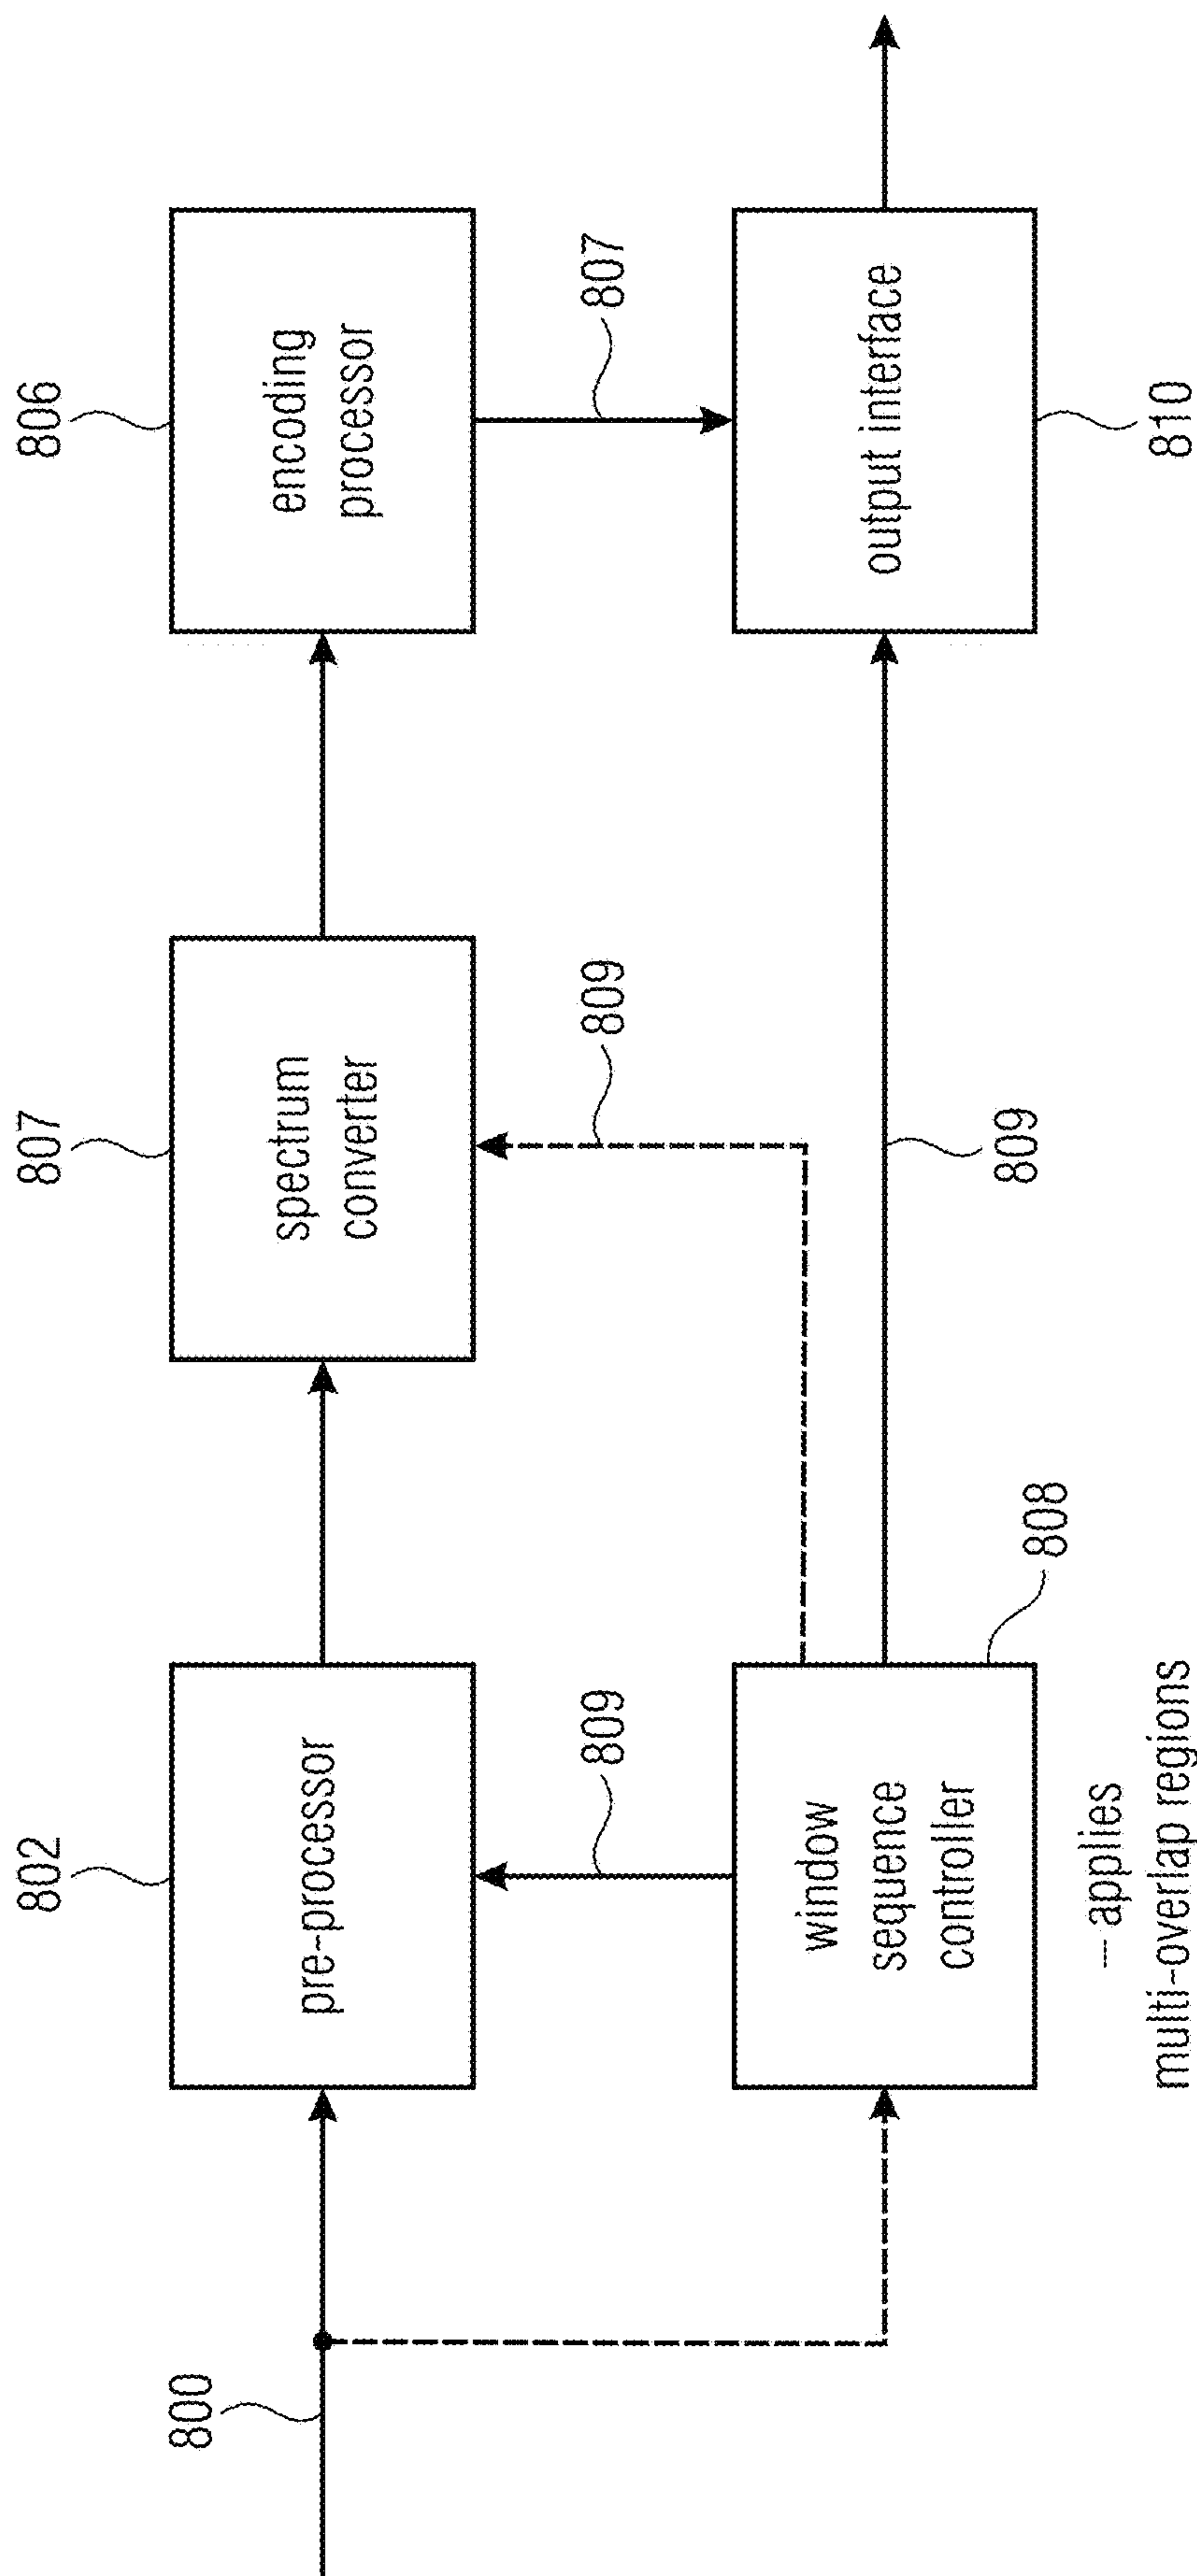 802
807
806
pre-processor
spectrum
converter
encoding
processor
800
809
809
807
window
sequence
controller
output interface
808
809
810
--- applies
multi-overlap regions